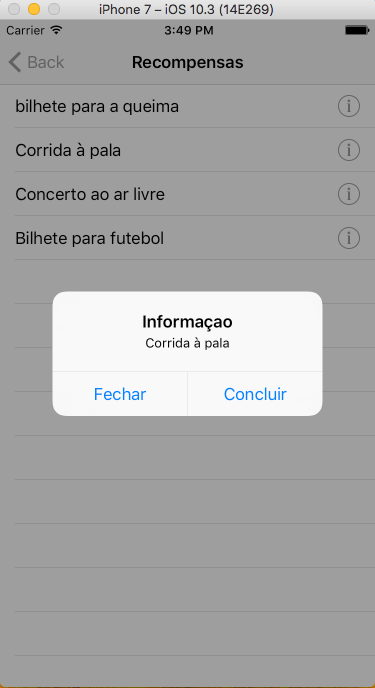 iPhone 7 – iOS 10.3 (14E269)
Carrier 3:49 PM
Back Recompensas
bilhete para a queima
Corrida à pala
Concerto ao ar livre
Bilhete para futebol
Informaçao
Corrida à pala
Fechar Concluir